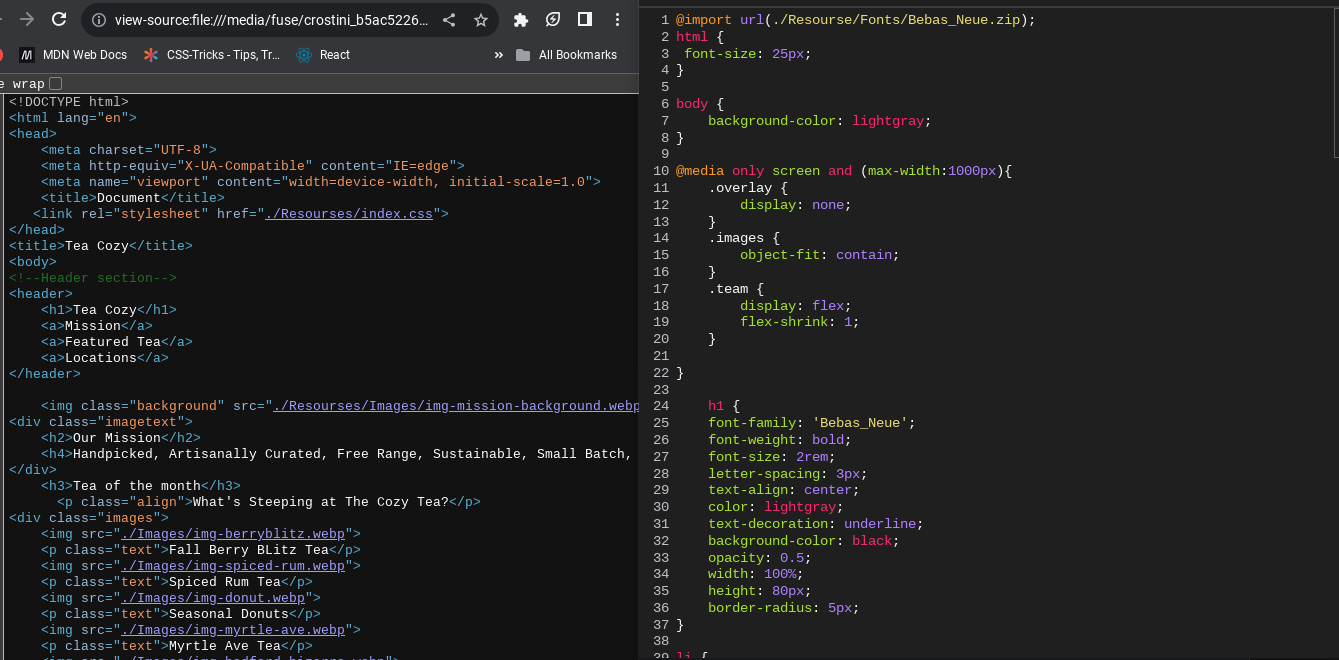 view-source:file:///media/fuse/crostini_b5ac5226…
MDN Web Docs
CSS-Tricks - Tips, Tr…
React
»
All Bookmarks
e wrap
<!DOCTYPE html>
<html lang="en">
<head>
    <meta charset="UTF-8">
    <meta http-equiv="X-UA-Compatible" content="IE=edge">
    <meta name="viewport" content="width=device-width, initial-scale=1.0">
    <title>Document</title>
   <link rel="stylesheet" href="./Resourses/index.css">
</head>
<title>Tea Cozy</title>
<body>
<!--Header section-->
<header>
    <h1>Tea Cozy</h1>
    <a>Mission</a>
    <a>Featured Tea</a>
    <a>Locations</a>
</header>
    <img class="background" src="./Resourses/Images/img-mission-background.webp
<div class="imagetext">
    <h2>Our Mission</h2>
    <h4>Handpicked, Artisanally Curated, Free Range, Sustainable, Small Batch,
</div>
    <h3>Tea of the month</h3>
      <p class="align">What's Steeping at The Cozy Tea?</p>
<div class="images">
    <img src="./Images/img-berryblitz.webp">
    <p class="text">Fall Berry BLitz Tea</p>
    <img src="./Images/img-spiced-rum.webp">
    <p class="text">Spiced Rum Tea</p>
    <img src="./Images/img-donut.webp">
    <p class="text">Seasonal Donuts</p>
    <img src="./Images/img-myrtle-ave.webp">
    <p class="text">Myrtle Ave Tea</p>
    <img src="./Images/img-bedford-bizarre.webp">
1 @import url(./Resourse/Fonts/Bebas_Neue.zip);
2 html {
3  font-size: 25px;
4 }
5
6 body {
7     background-color: lightgray;
8 }
9
10 @media only screen and (max-width:1000px){
11     .overlay {
12         display: none;
13     }
14     .images {
15         object-fit: contain;
16     }
17     .team {
18         display: flex;
19         flex-shrink: 1;
20     }
21
22 }
23
24     h1 {
25     font-family: 'Bebas_Neue';
26     font-weight: bold;
27     font-size: 2rem;
28     letter-spacing: 3px;
29     text-align: center;
30     color: lightgray;
31     text-decoration: underline;
32     background-color: black;
33     opacity: 0.5;
34     width: 100%;
35     height: 80px;
36     border-radius: 5px;
37 }
38
39 li {